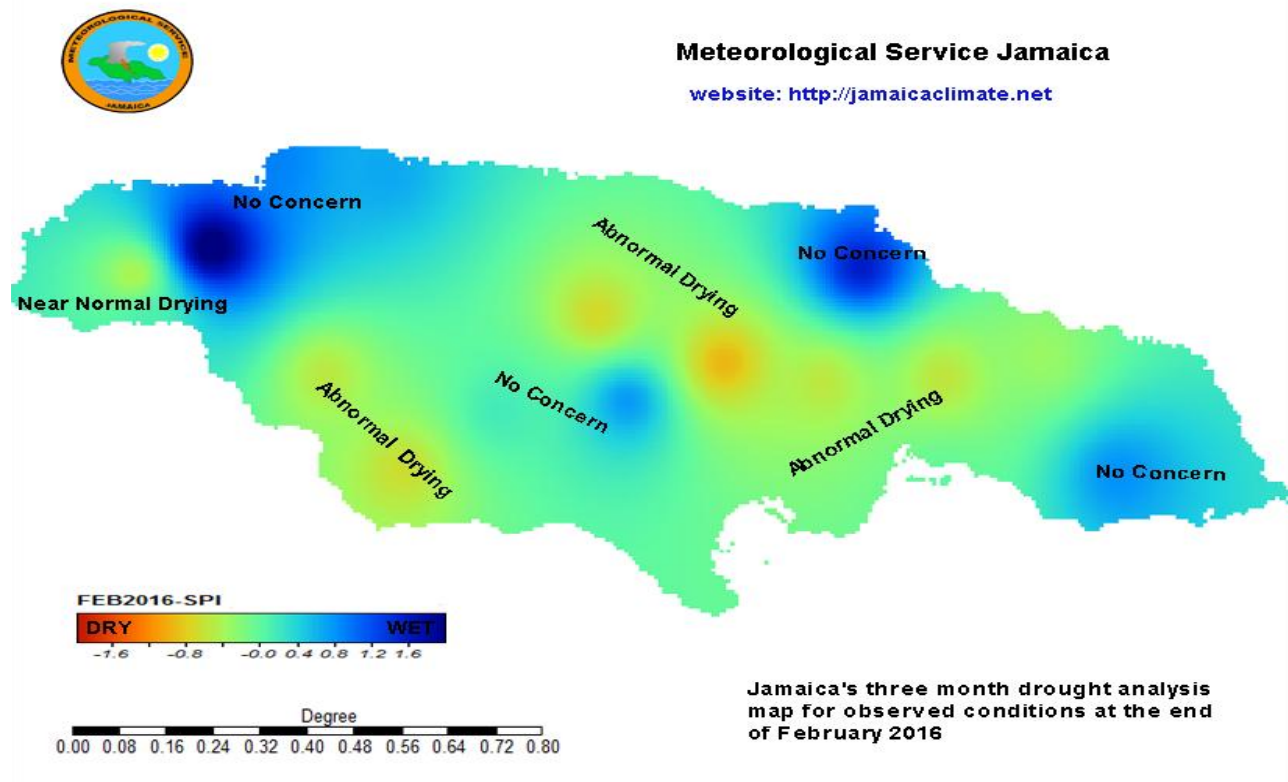 METEOROLOGICAL SERVICE
JAMAICA
Meteorological Service Jamaica
website: http://jamaicaclimate.net
No Concern
Abnormal Drying
No Concern
Near Normal Drying
No Concern
Abnormal Drying
Abnormal Drying
No Concern
FEB2016-SPI
DRY WET
-1.6 -0.8 -0.0 0.4 0.8 1.2 1.6
Degree
0.00 0.08 0.16 0.24 0.32 0.40 0.48 0.56 0.64 0.72 0.80
Jamaica's three month drought analysis
map for observed conditions at the end
of February 2016